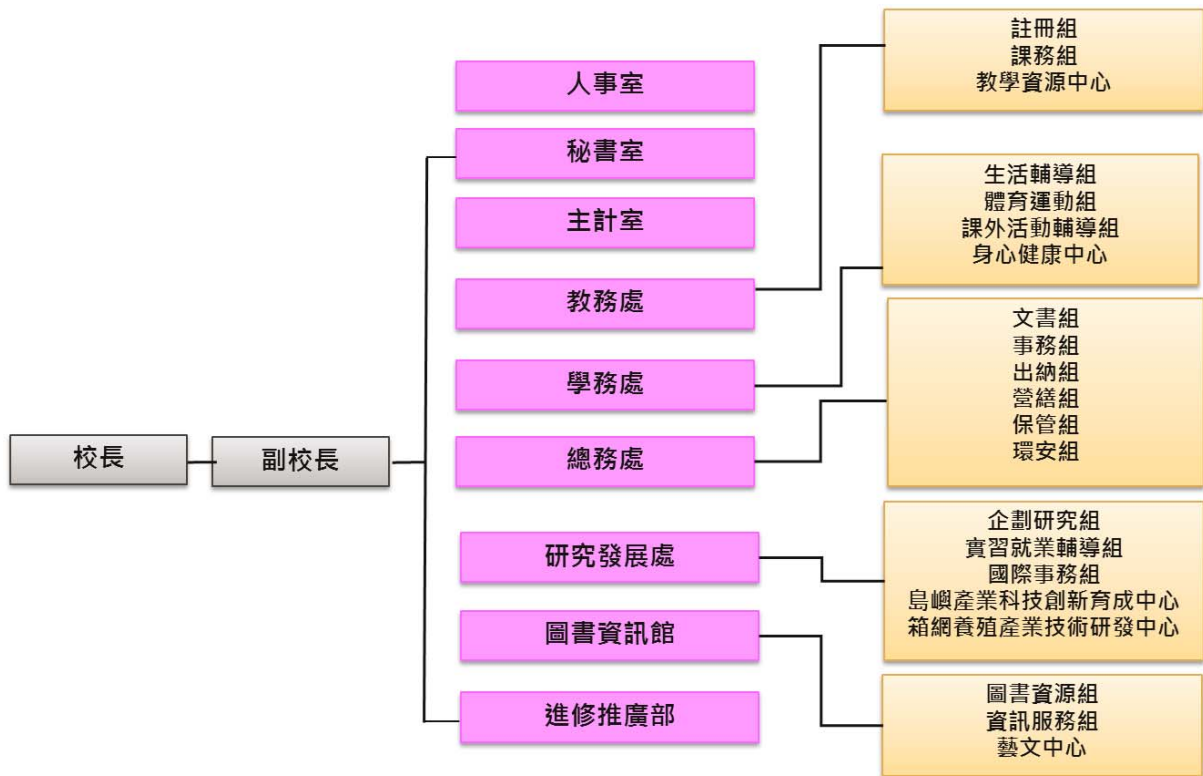 校長
副校長
人事室
秘書室
主計室
教務處
學務處
總務處
研究發展處
圖書資訊館
進修推廣部
註冊組
課務組
教學資源中心
生活輔導組
體育運動組
課外活動輔導組
身心健康中心
文書組
事務組
出納組
營繕組
保管組
環安組
企劃研究組
實習就業輔導組
國際事務組
島嶼產業科技創新育成中心
箱網養殖產業技術研發中心
圖書資源組
資訊服務組
藝文中心